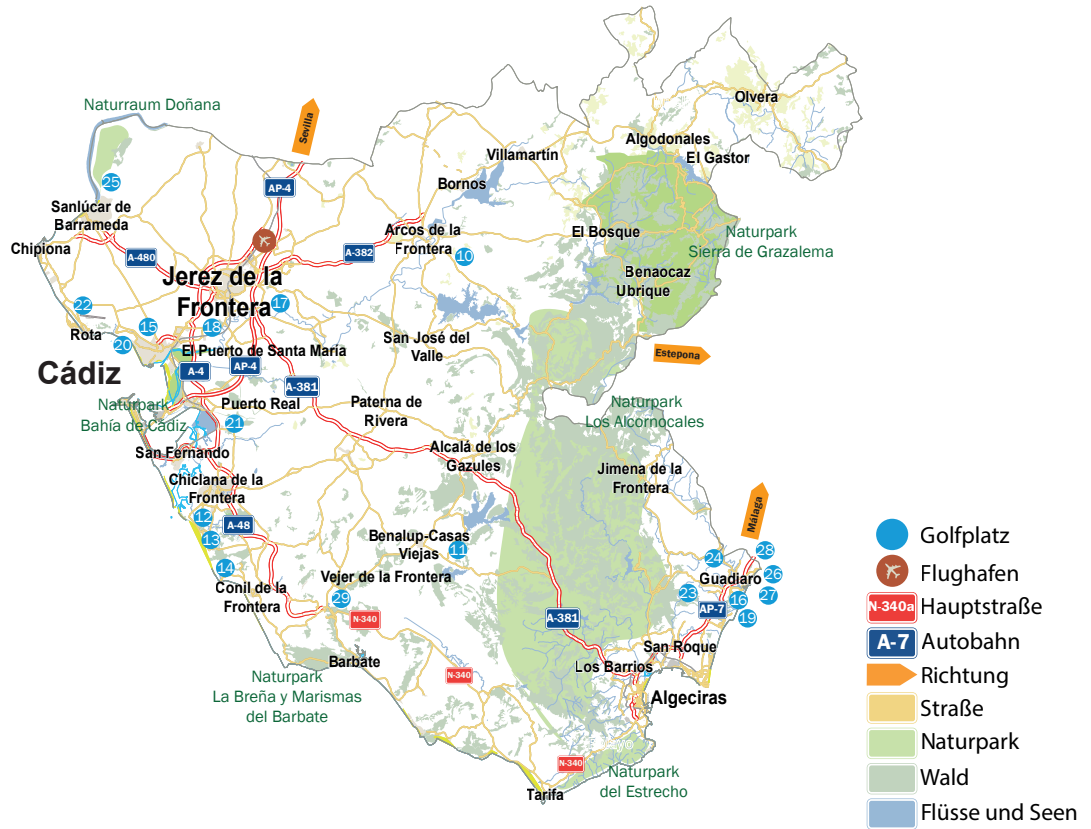 Olvera
Naturraum Doñana
Sevilla
Algodonales
Villamartín
El Gastor
AP-4
Bornos
25
Sanlúcar de
Barrameda
Arcos de la
Frontera
El Bosque
Naturpark
Sierra de Grazalema
Chipiona
A-480
A-382
10
Jerez de la
Frontera
Benaocaz
Ubrique
22
17
15
18
Rota
20
San José del
Valle
El Puerto de Santa María
Estepona
Cádiz
A-4
AP-4
A-381
Naturpark
Bahía de Cádiz
Puerto Real
21
Paterna de
Rivera
Naturpark
Los Alcornocales
San Fernando
Alcalá de los
Gazules
Chiclana de la
Frontera
Jimena de la
Frontera
12
A-48
13
Málaga
Benalup-Casas
Viejas
11
14
24
28
Vejer de la Frontera
Guadiaro
26
Conil de la
Frontera
29
23
16
27
AP-7
19
N-340
A-381
San Roque
Barbate
Los Barrios
Naturpark
La Breña y Marismas
del Barbate
N-340
Algeciras
N-340
Naturpark
del Estrecho
Tarifa
Golfplatz
Flughafen
N-340a Hauptstraße
A-7 Autobahn
Richtung
Straße
Naturpark
Wald
Flüsse und Seen